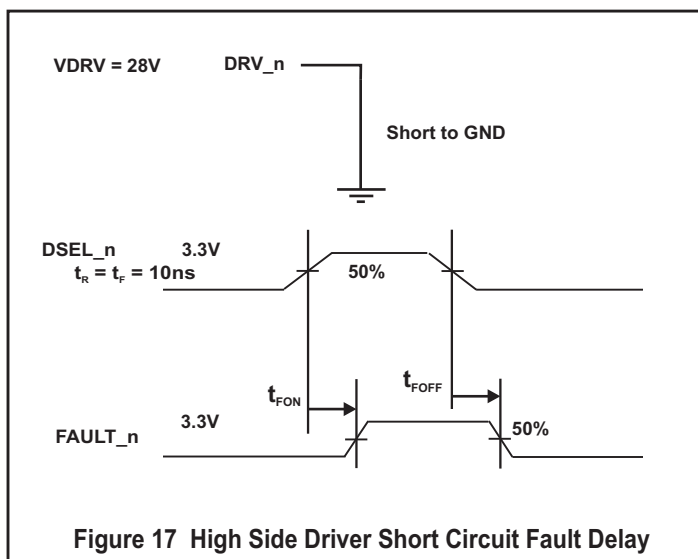 VDRV = 28V
DRV_n
Short to GND
DSEL_n
3.3V
tR = tF = 10ns
50%
tFON
tFOFF
3.3V
50%
FAULT_n
Figure 17 High Side Driver Short Circuit Fault Delay